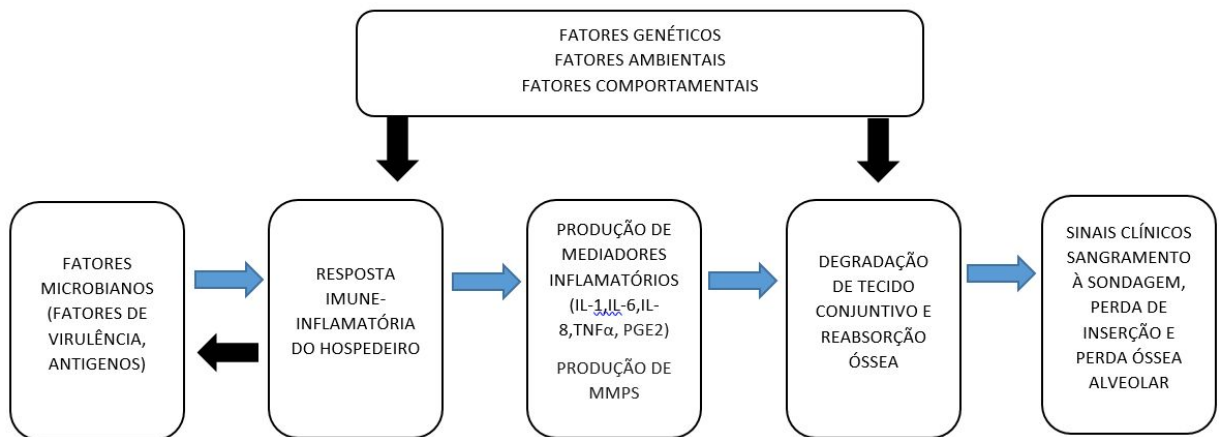 FATORES GENÉTICOS
FATORES AMBIENTAIS
FATORES COMPORTAMENTAIS
FATORES
MICROBIANOS
(FATORES DE
VIRULÊNCIA,
ANTIGENOS)
RESPOSTA
IMUNE-
INFLAMATÓRIA
DO HOSPEDEIRO
PRODUÇÃO DE
MEDIADORES
INFLAMATÓRIOS
(IL-1,IL-6,IL-
8,TNFα, PGE2)
PRODUÇÃO DE
MMPS
DEGRADAÇÃO
DE TECIDO
CONJUNTIVO E
REABSORÇÃO
ÓSSEA
SINAIS CLÍNICOS
SANGRAMENTO
À SONDAGEM,
PERDA DE
INSERÇÃO E
PERDA ÓSSEA
ALVEOLAR